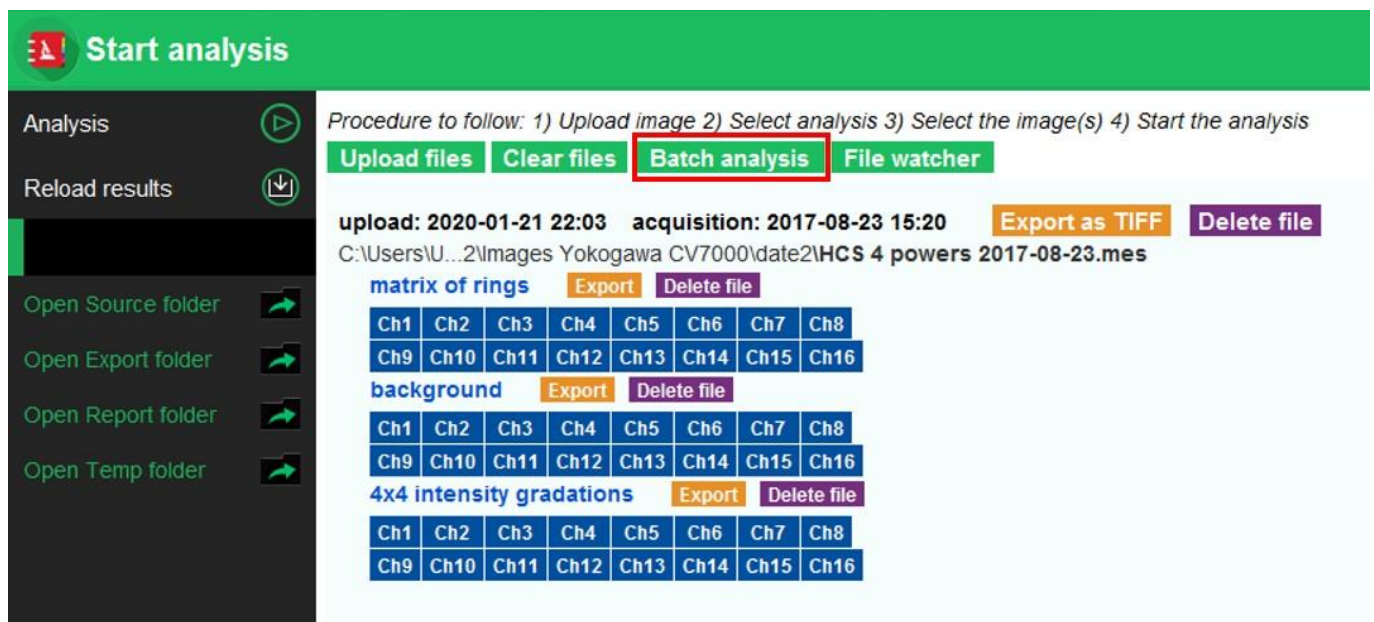 Start analysis
Analysis
Reload results
Open Source folder
Open Export folder
Open Report folder
Open Temp folder
Procedure to follow: 1) Upload image 2) Select analysis 3) Select the image(s) 4) Start the analysis
Upload files Clear files Batch analysis File watcher
upload: 2020-01-21 22:03 acquisition: 2017-08-23 15:20 Export as TIFF Delete file
C:\Users\U...2\Images Yokogawa CV7000\date2\HCS 4 powers 2017-08-23.mes
matrix of rings Export Delete file
Ch1 Ch2 Ch3 Ch4 Ch5 Ch6 Ch7 Ch8
Ch9 Ch10 Ch11 Ch12 Ch13 Ch14 Ch15 Ch16
background Export Delete file
Ch1 Ch2 Ch3 Ch4 Ch5 Ch6 Ch7 Ch8
Ch9 Ch10 Ch11 Ch12 Ch13 Ch14 Ch15 Ch16
4x4 intensity gradations Export Delete file
Ch1 Ch2 Ch3 Ch4 Ch5 Ch6 Ch7 Ch8
Ch9 Ch10 Ch11 Ch12 Ch13 Ch14 Ch15 Ch16